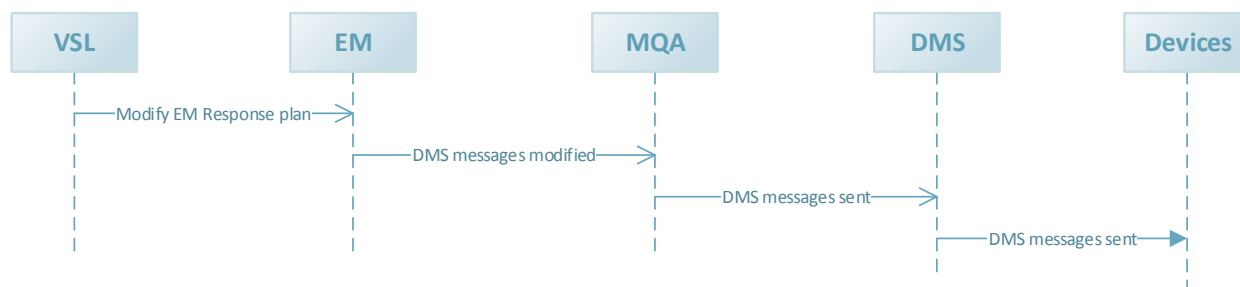 VSL
EM
MQA
DMS
Devices
Modify EM Response plan
DMS messages modified
DMS messages sent
DMS messages sent